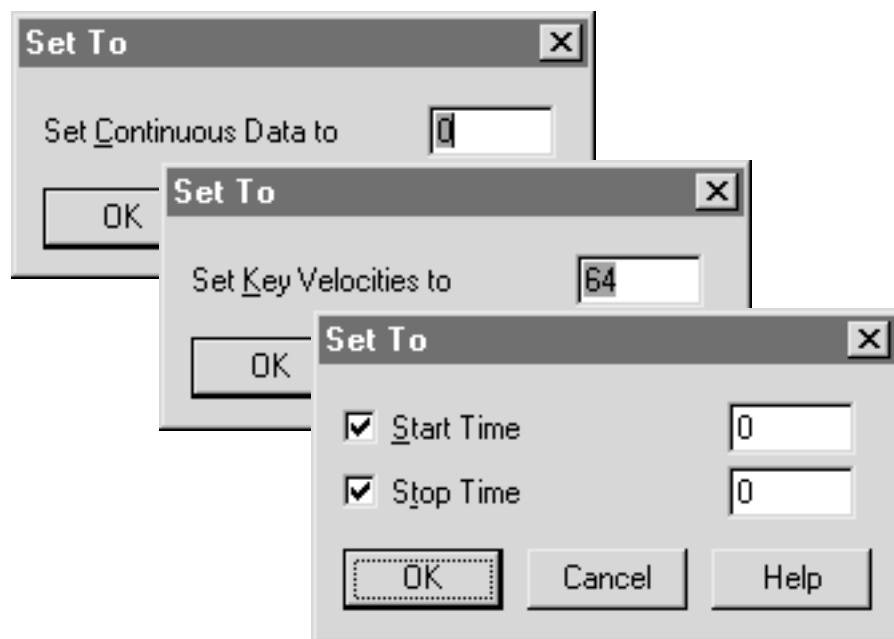 Set To
Set Continuous Data to 0
OK
Set To
Set Key Velocities to 64
OK
Set To
Start Time 0
Stop Time 0
OK Cancel Help